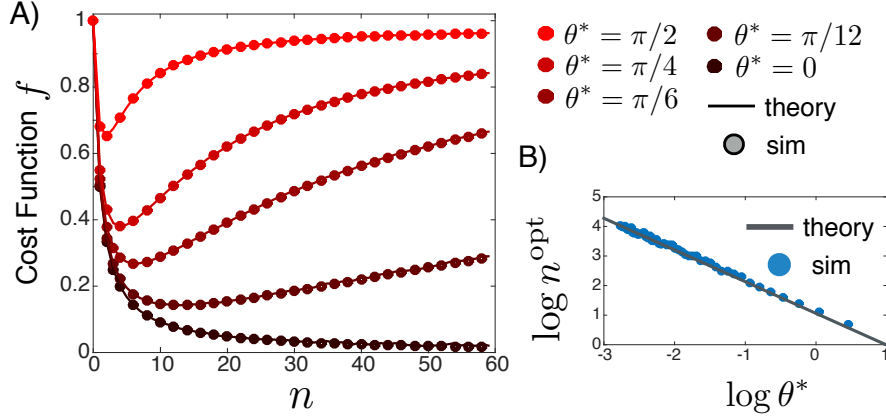 A)
Cost Function f
1
0.8
0.6
0.4
0.2
0
0 10 20 30 40 50 60
n
θ* = π/2
θ* = π/4
θ* = π/6
θ* = π/12
θ* = 0
theory
sim
B)
log n^opt
5
4
3
2
1
0
-3 -2 -1 0 1
log θ*
theory
sim